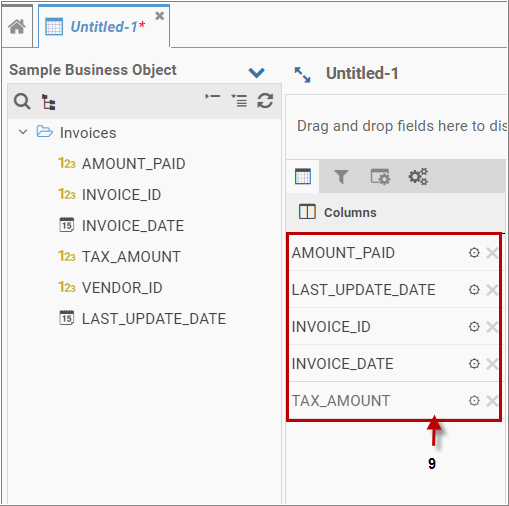 Untitled-1*
Sample Business Object
Untitled-1
Invoices
Drag and drop fields here to dis
123 AMOUNT_PAID
123 INVOICE_ID
15 INVOICE_DATE
123 TAX_AMOUNT
123 VENDOR_ID
15 LAST_UPDATE_DATE
Columns
AMOUNT_PAID
LAST_UPDATE_DATE
INVOICE_ID
INVOICE_DATE
TAX_AMOUNT
9